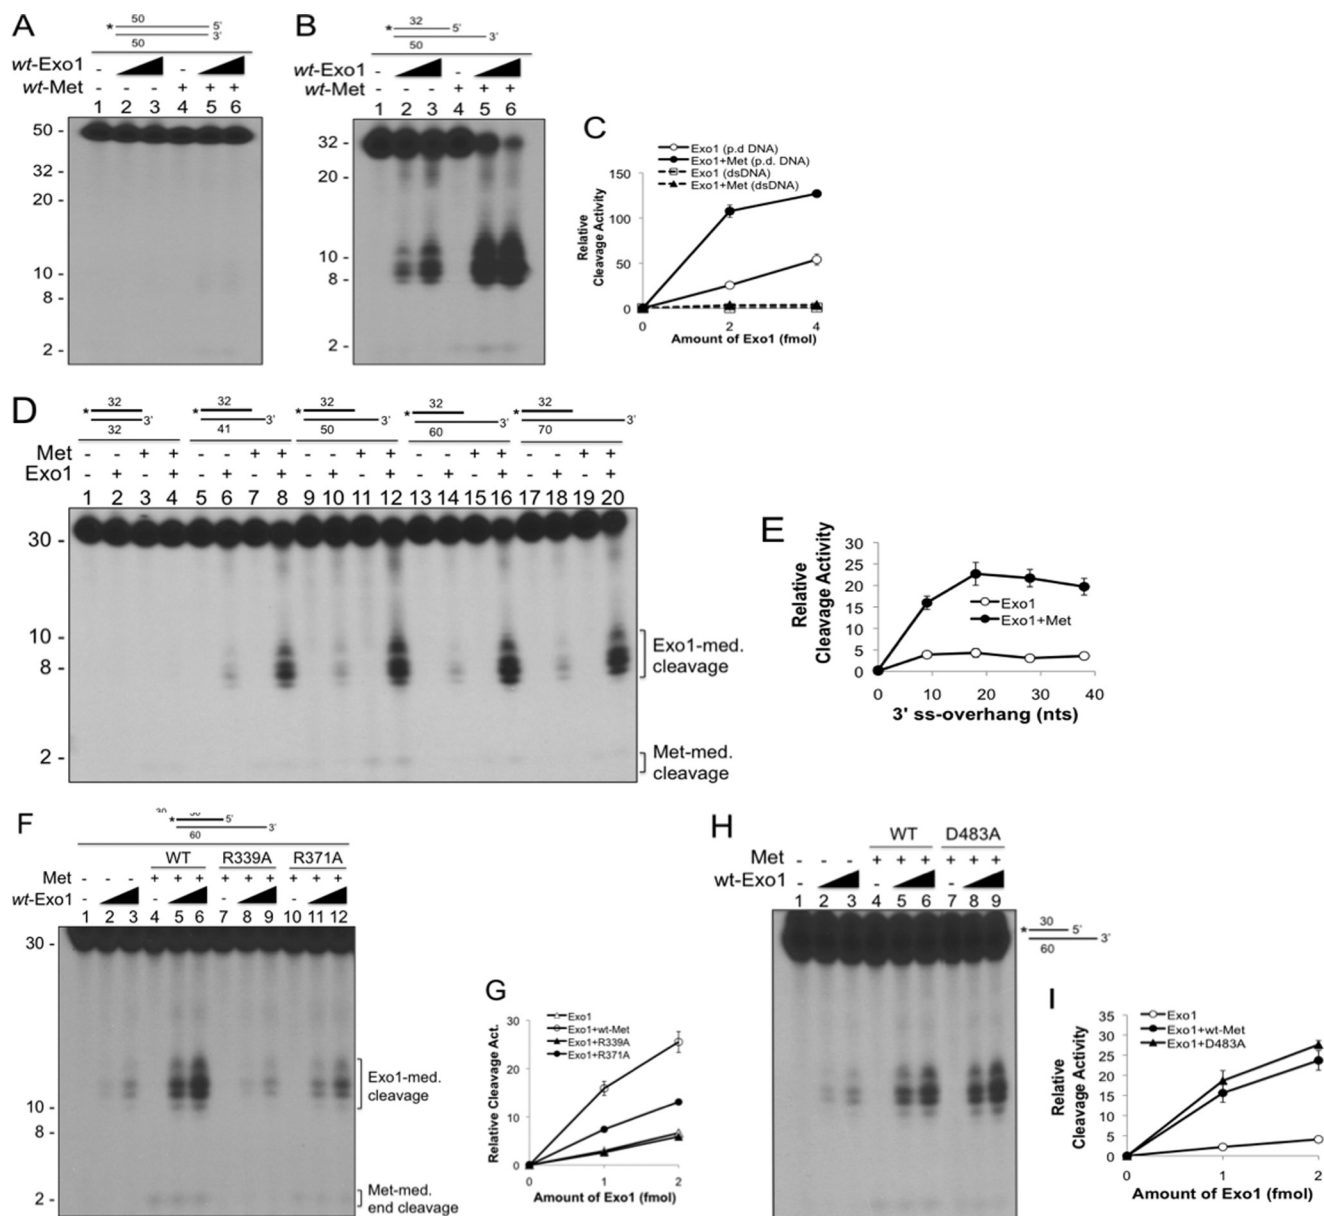 A
50
* 5'
3'
50
wt-Exo1 - -
wt-Met + + +
1 2 3 4 5 6
50 -
32 -
20 -
10 -
8 -
2 -
B
32
* 5'
3'
50
wt-Exo1 - -
wt-Met + + +
1 2 3 4 5 6
32 -
20 -
10 -
8 -
2 -
C
Exo1 (p.d DNA)
Exo1+Met (p.d. DNA)
Exo1 (dsDNA)
Exo1+Met (dsDNA)
Relative
Cleavage Activity
150
100
50
0
0 2 4
Amount of Exo1 (fmol)
D
32 32 32 32 32
* 3' * 3' * 3' * 3' * 3'
32 41 50 60 70
Met - - + + - - + + - - + + - - + + - - + +
Exo1 - + - + - + - + - + - + - + - + - + - +
1 2 3 4 5 6 7 8 9 10 11 12 13 14 15 16 17 18 19 20
30 -
10 -
8 -
2 -
Exo1-med.
cleavage
Met-med.
cleavage
E
Relative
Cleavage Activity
30
25
20
15
10
5
0
Exo1
Exo1+Met
0 10 20 30 40
3' ss-overhang (nts)
F
* 5'
3'
60
WT R339A R371A
Met - - - + + + + + + + + +
wt-Exo1 - - - -
1 2 3 4 5 6 7 8 9 10 11 12
30 -
10 -
8 -
2 -
Exo1-med.
cleavage
Met-med.
end cleavage
G
Exo1
Exo1+wt-Met
Exo1+R339A
Exo1+R371A
Relative Cleavage Act.
30
20
10
0
0 1 2
Amount of Exo1 (fmol)
H
WT D483A
Met - - - + + + + + +
wt-Exo1 - - -
1 2 3 4 5 6 7 8 9
30
* 5'
3'
60
I
Exo1
Exo1+wt-Met
Exo1+D483A
Relative
Cleavage Activity
35
30
25
20
15
10
5
0
0 1 2
Amount of Exo1 (fmol)